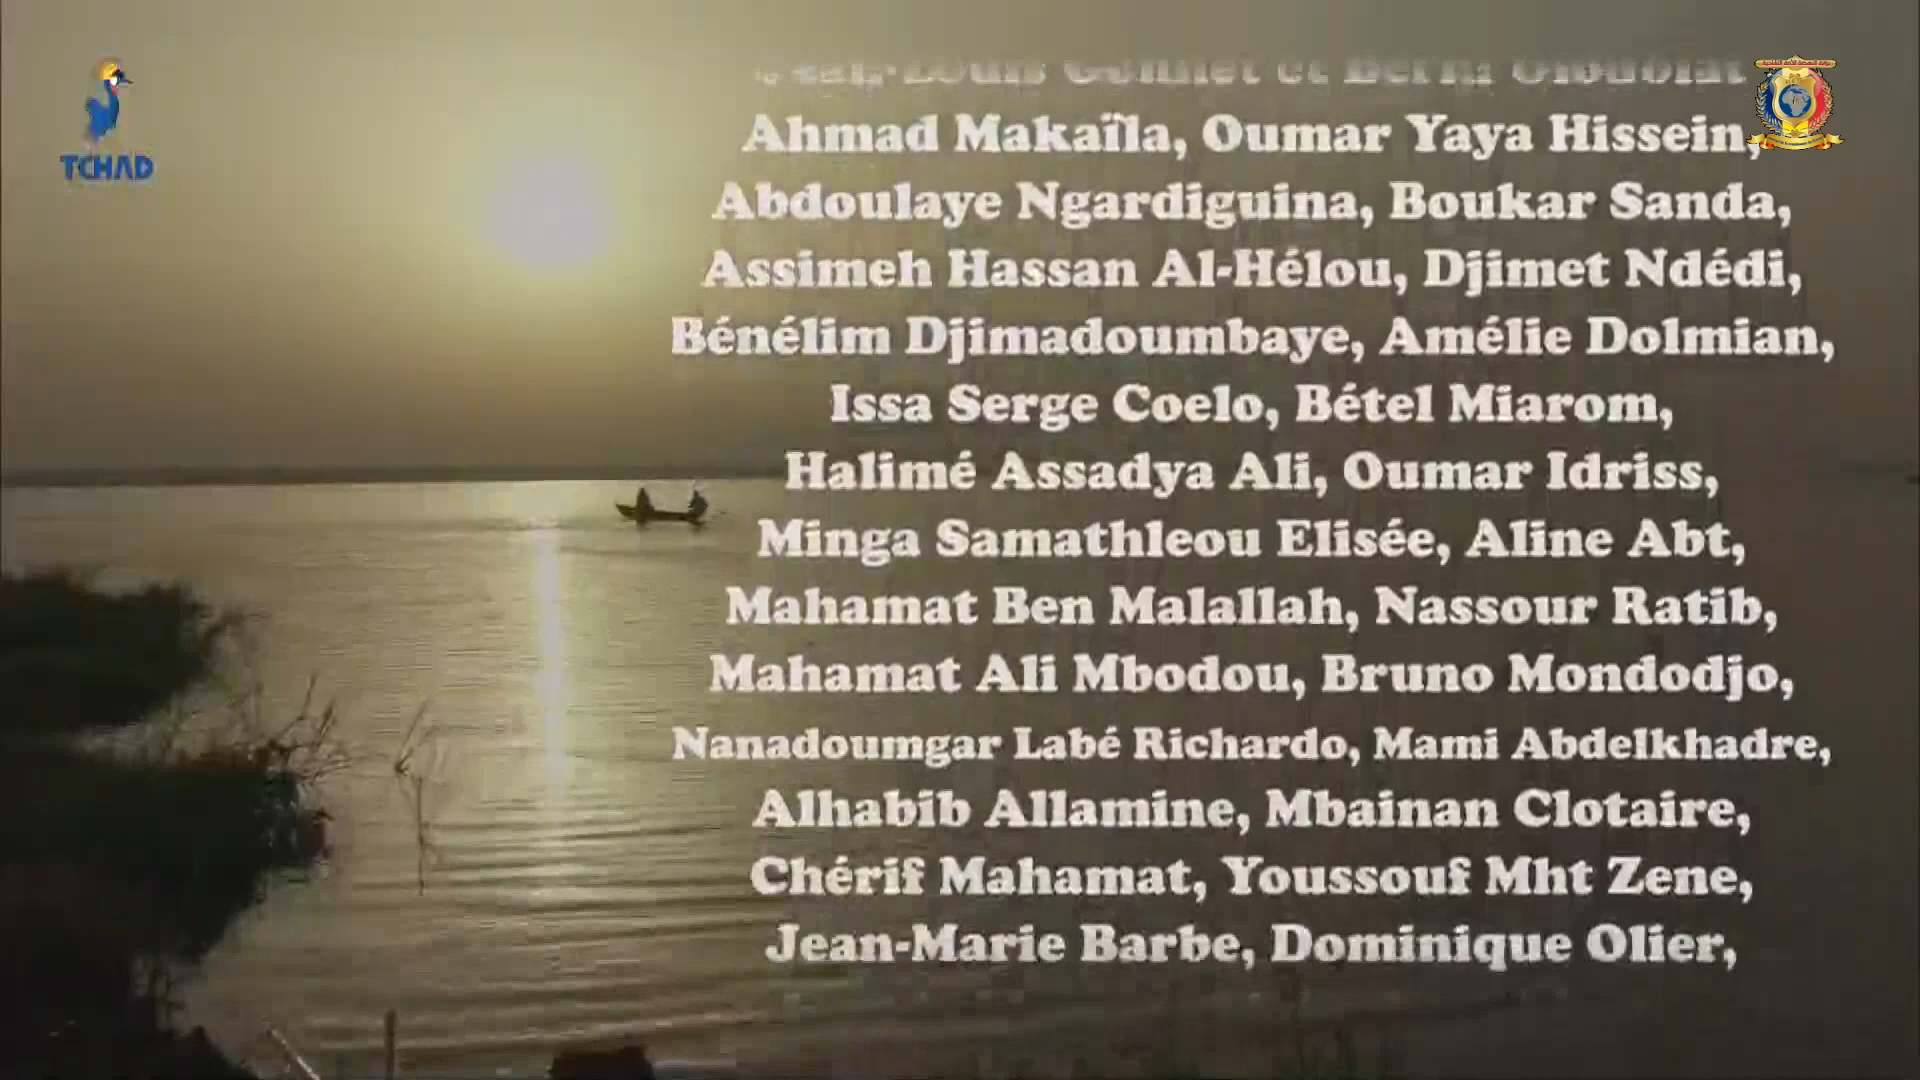 TCHAD
Ahmad Makaïla, Oumar Yaya Hissein,
Abdoulaye Ngardiguina, Boukar Sanda,
Assimeh Hassan Al-Hélou, Djimet Ndédi,
Bénélim Djimadoumbaye, Amélie Dolmian,
Issa Serge Coelo, Bétel Miarom,
Halimé Assadya Ali, Oumar Idriss,
Minga Samathleou Elisée, Aline Abt,
Mahamat Ben Malallah, Nassour Ratib,
Mahamat Ali Mbodou, Bruno Mondodjo,
Nanadoumgar Labé Richardo, Mami Abdelkhadre,
Alhabib Allamine, Mbainan Clotaire,
Chérif Mahamat, Youssouf Mht Zene,
Jean-Marie Barbe, Dominique Olier,